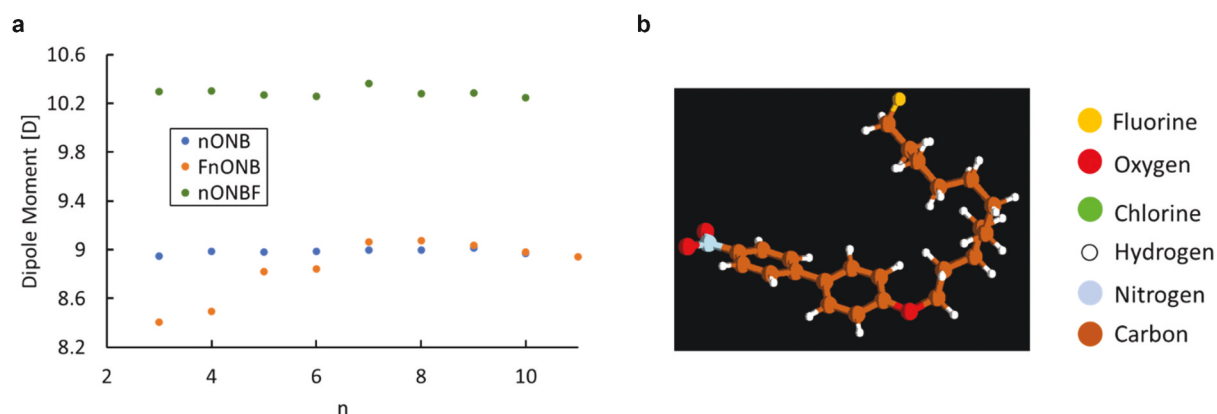 a
b
10.6
10.2
9.8
9.4
9
8.6
8.2
Dipole Moment [D]
nONB
FnONB
nONBF
2
4
6
8
10
n
Fluorine
Oxygen
Chlorine
Hydrogen
Nitrogen
Carbon